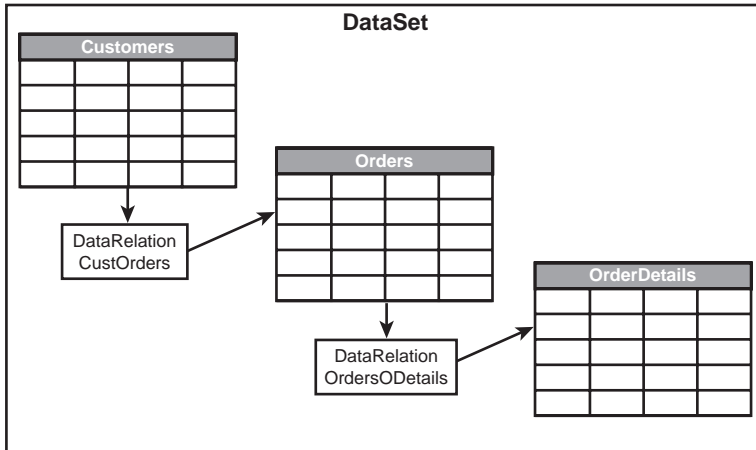 DataSet
Customers
DataRelation
CustOrders
Orders
DataRelation
OrdersODetails
OrderDetails